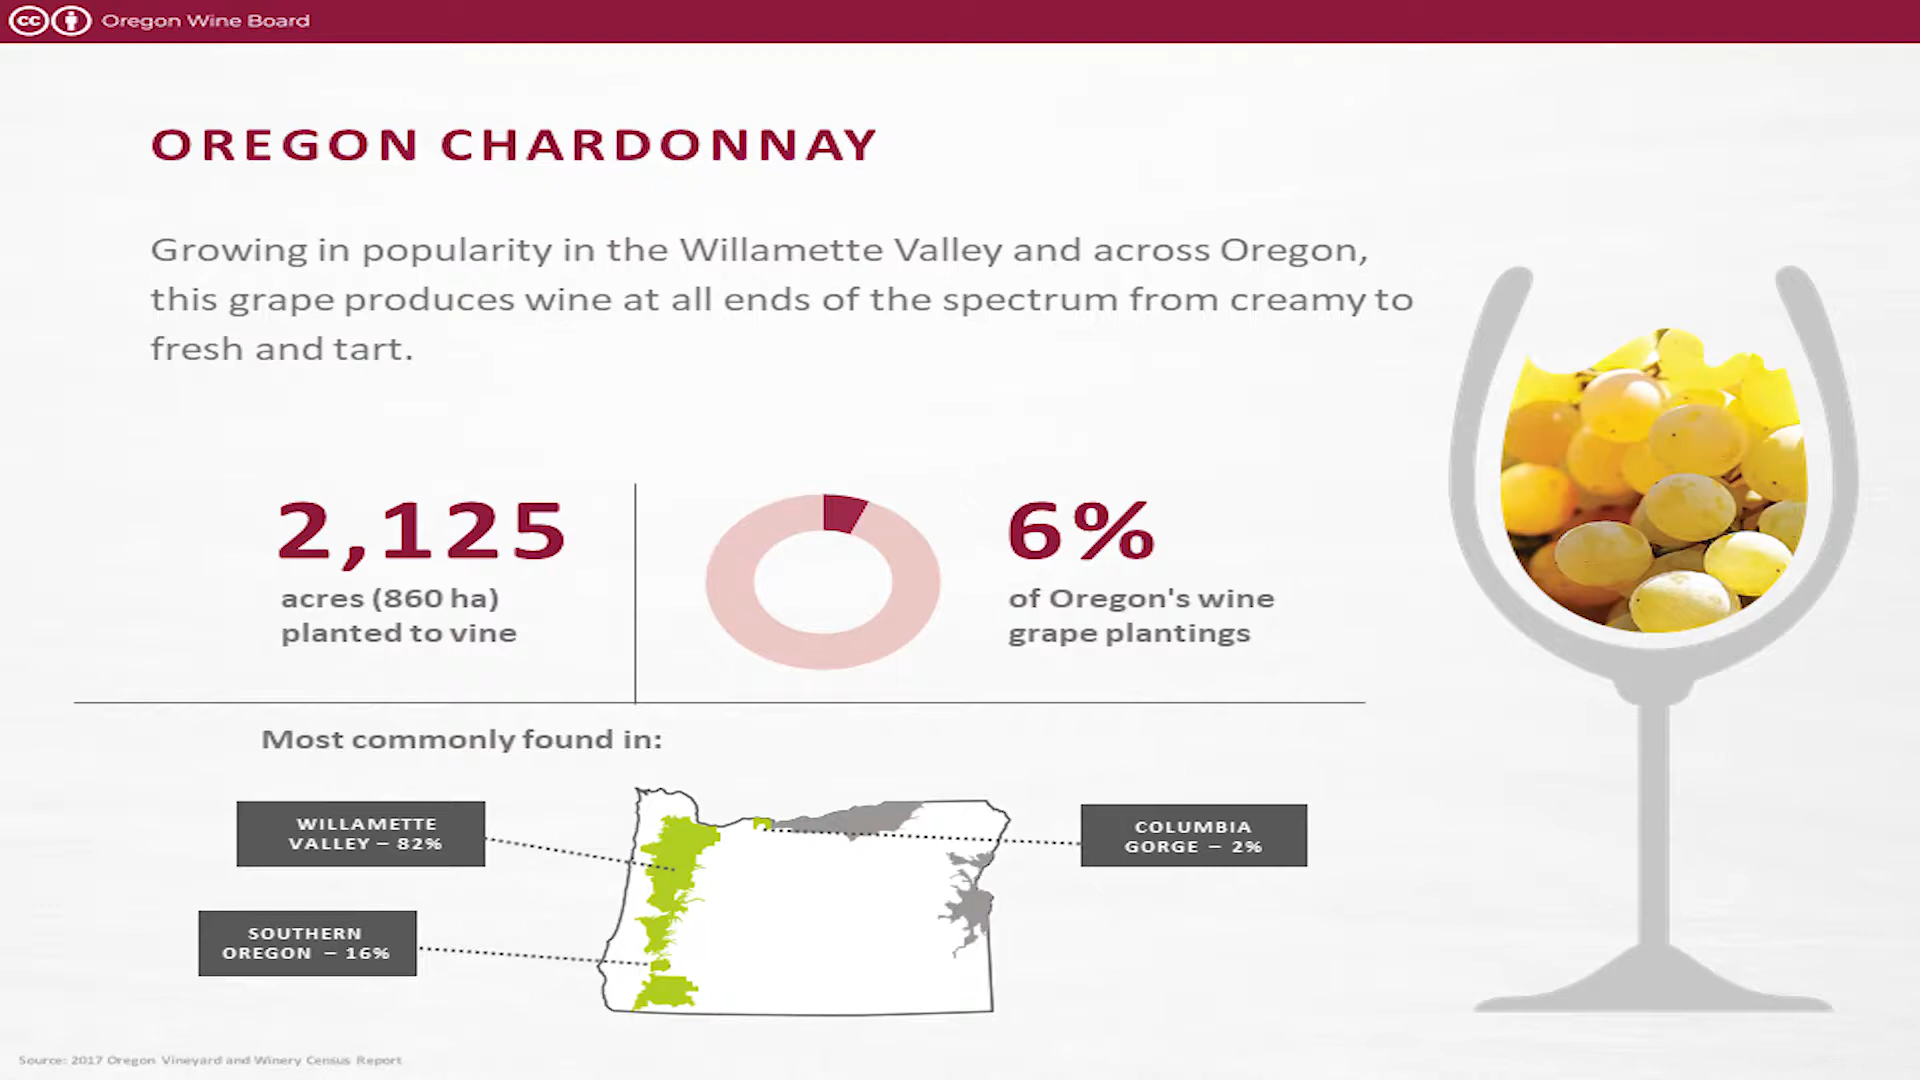 Oregon Wine Board
OREGON CHARDONNAY
Growing in popularity in the Willamette Valley and across Oregon,
this grape produces wine at all ends of the spectrum from creamy to
fresh and tart.
2,125
acres (860 ha)
planted to vine
6%
of Oregon's wine
grape plantings
Most commonly found in:
WILLAMETTE
VALLEY – 82%
COLUMBIA
GORGE – 2%
SOUTHERN
OREGON – 16%
Source: 2017 Oregon Vineyard and Winery Census Report